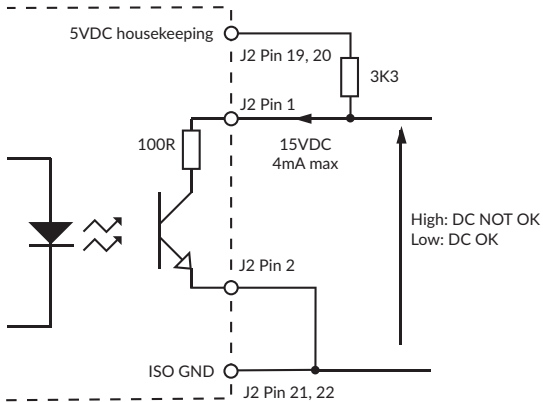 5VDC housekeeping
J2 Pin 19, 20
3K3
J2 Pin 1
100R
15VDC
4mA max
High: DC NOT OK
Low: DC OK
J2 Pin 2
ISO GND
J2 Pin 21, 22